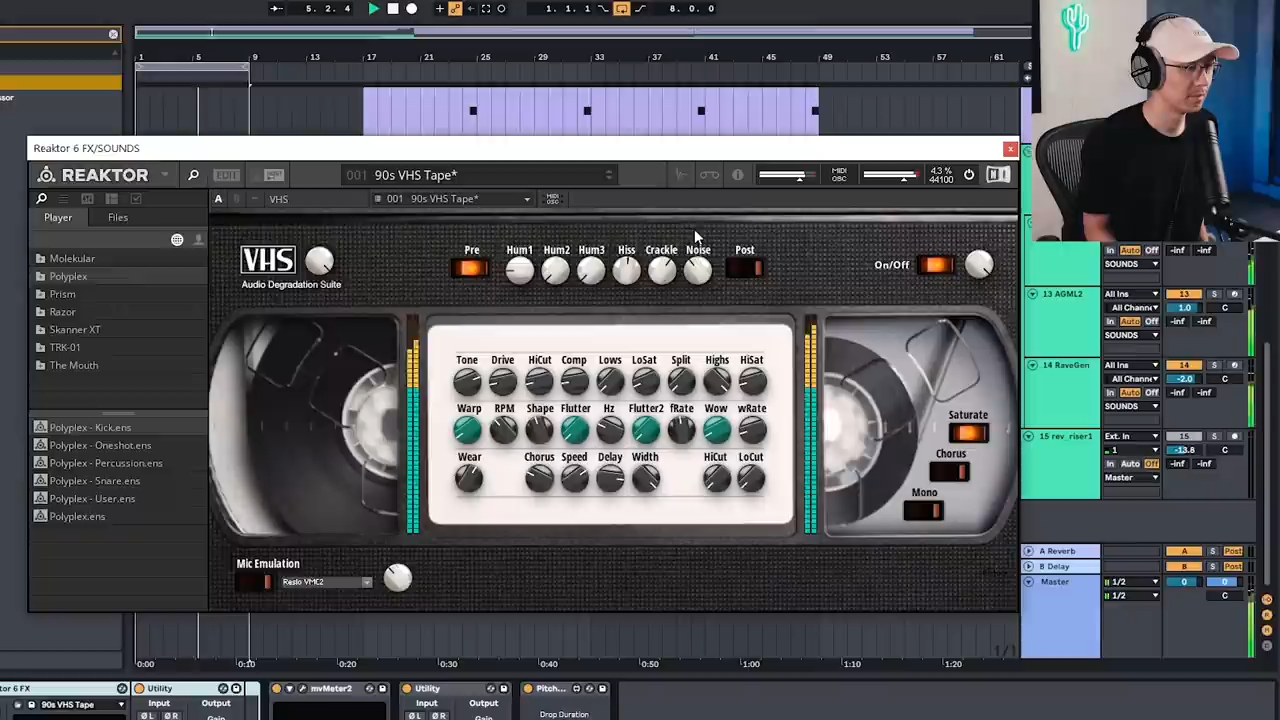 5. 2. 4
1. 1. 1
8. 0. 0
1 5 9 13 17 21 25 29 33 37 41 45 49 53 57 61
Reaktor 6 FX/SOUNDS
REAKTOR
EDIT
001 90s VHS Tape*
MIDI
OSC
4.3 %
44100
A B
VHS
001 90s VHS Tape*
MIDI
OSC
Player
Files
Molekular
Polyplex
Prism
Razor
Skanner XT
TRK-01
The Mouth
Polyplex - Kick.ens
Polyplex - Oneshot.ens
Polyplex - Percussion.ens
Polyplex - Snare.ens
Polyplex - User.ens
Polyplex.ens
VHS
Audio Degradation Suite
Pre Hum1 Hum2 Hum3 Hiss Crackle Noise Post
On/Off
Tone Drive HiCut Comp Lows LoSat Split Highs HiSat
Warp RPM Shape Flutter Hz Flutter2 fRate Wow wRate
Wear Chorus Speed Delay Width HiCut LoCut
Saturate
Chorus
Mono
Mic Emulation
Reslo VMC2
In Auto Off -inf -inf
SOUNDS
13 AGML2 All Ins 13 S
All Channe 1.0 C
In Auto Off -inf -inf
SOUNDS
14 RaveGen All Ins 14 S
All Channe -2.0 C
In Auto Off -inf -inf
SOUNDS
15 rev_riser1 Ext. In 15 S
1 -13.8 C
In Auto Off -inf -inf
Master
A Reverb A S Post
B Delay B S Post
Master 1/2 0 0
1/2 C
1/1
0:00 0:10 0:20 0:30 0:40 0:50 1:00 1:10 1:20
or 6 FX
90s VHS Tape*
Utility
Input Output
ØL ØR Gain
mvMeter2
Utility
Input Output
ØL ØR Gain
Pitch...
Drop Duration